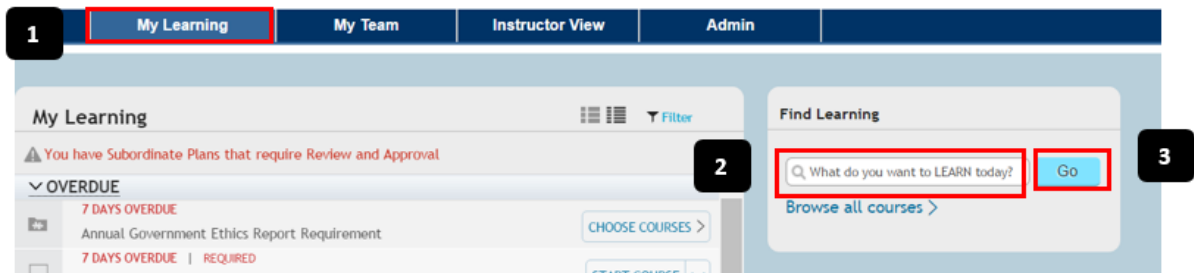 1
My Learning
My Team
Instructor View
Admin
My Learning
Filter
You have Subordinate Plans that require Review and Approval
OVERDUE
7 DAYS OVERDUE
Annual Government Ethics Report Requirement
CHOOSE COURSES
7 DAYS OVERDUE | REQUIRED
START COURSE
Find Learning
2
What do you want to LEARN today?
Go
3
Browse all courses